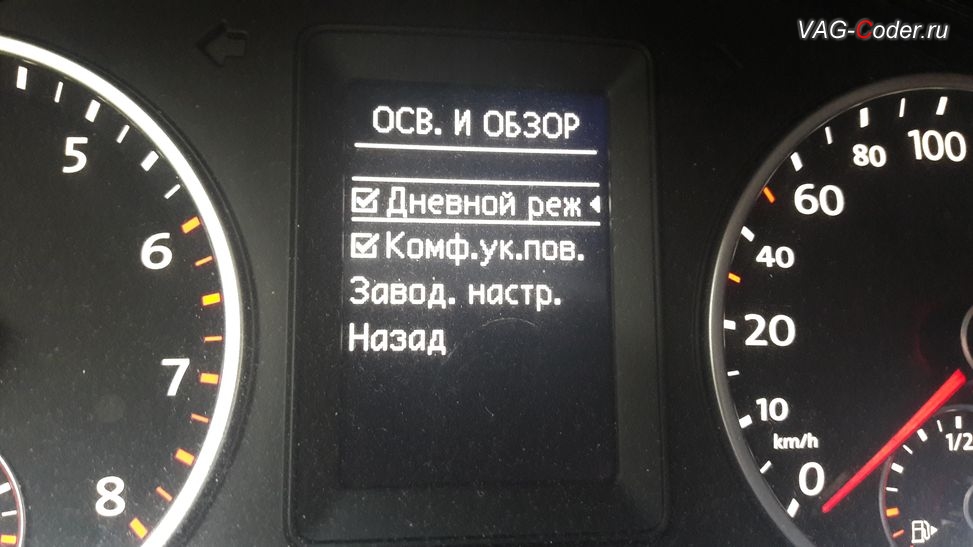 VAG-Coder.ru
ОСВ. И ОБЗОР
Дневной реж
Комф.ук.пов.
Завод. настр.
Назад
5
6
7
8
100
80
60
40
20
10
km/h
0
1/2